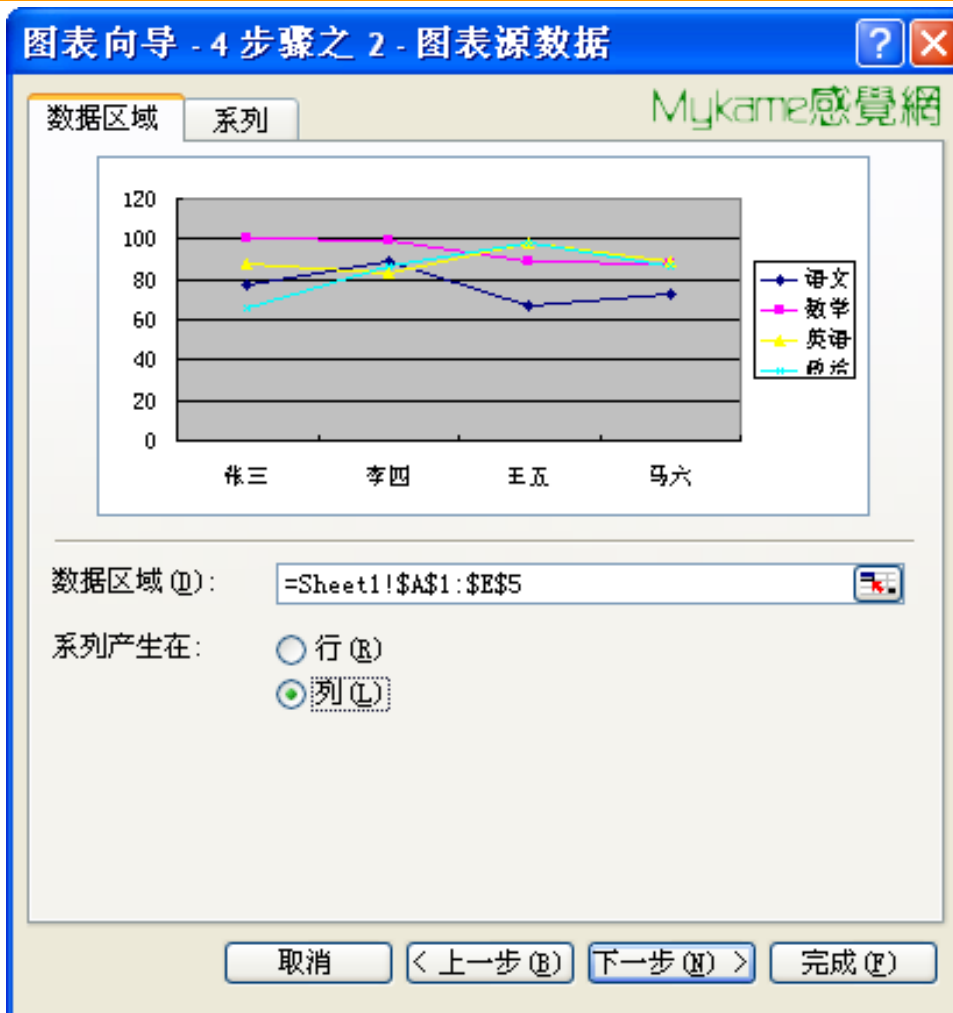 图表向导 - 4 步骤之 2 - 图表源数据
Mykame感覺網
数据区域 系列
120
100
80
60
40
20
0
张三 李四 王五 马六
语文
数学
英语
政治
数据区域(D): =Sheet1!$A$1:$E$5
系列产生在: 行(R)
列(L)
取消 < 上一步(B) 下一步(N) > 完成(F)